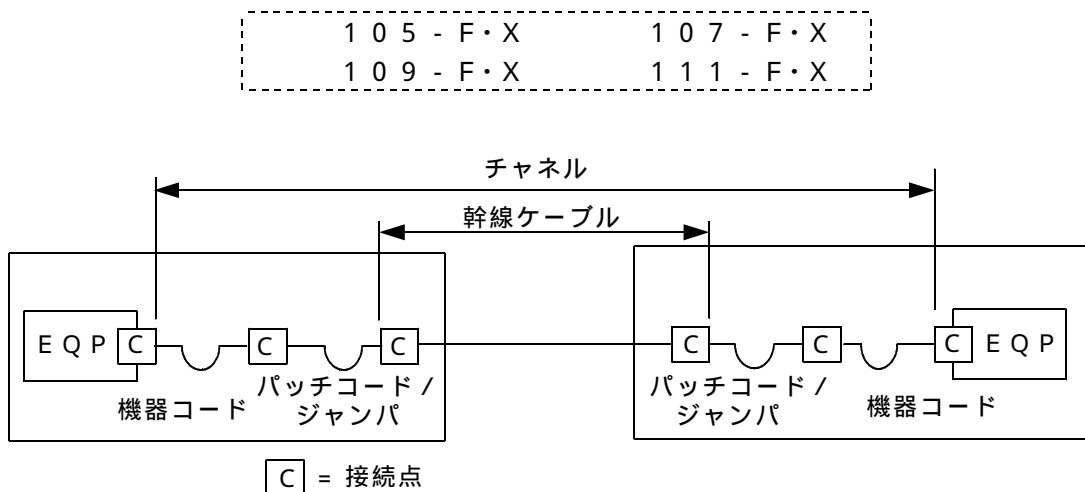 105-F・X 107-F・X
109-F・X 111-F・X
チャネル
幹線ケーブル
EQP C C C C C C EQP
機器コード パッチコード/ジャンパ パッチコード/ジャンパ 機器コード
C = 接続点